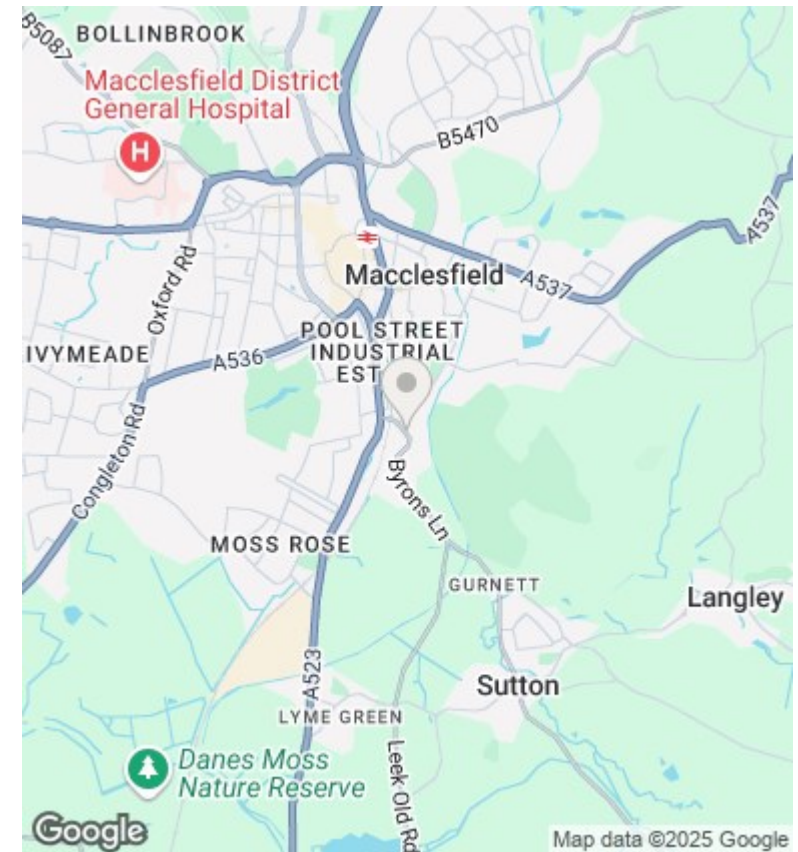 B5087
BOLLINBROOK
Macclesfield District
General Hospital
H
B5470
A537
Oxford Rd
Macclesfield
A537
POOL STREET
INDUSTRIAL
EST
IVYMEADE
A536
Congleton Rd
Byrons Ln
MOSS ROSE
GURNETT
Langley
A523
Sutton
LYME GREEN
Leek Old Rd
Danes Moss
Nature Reserve
Google
Map data ©2025 Google